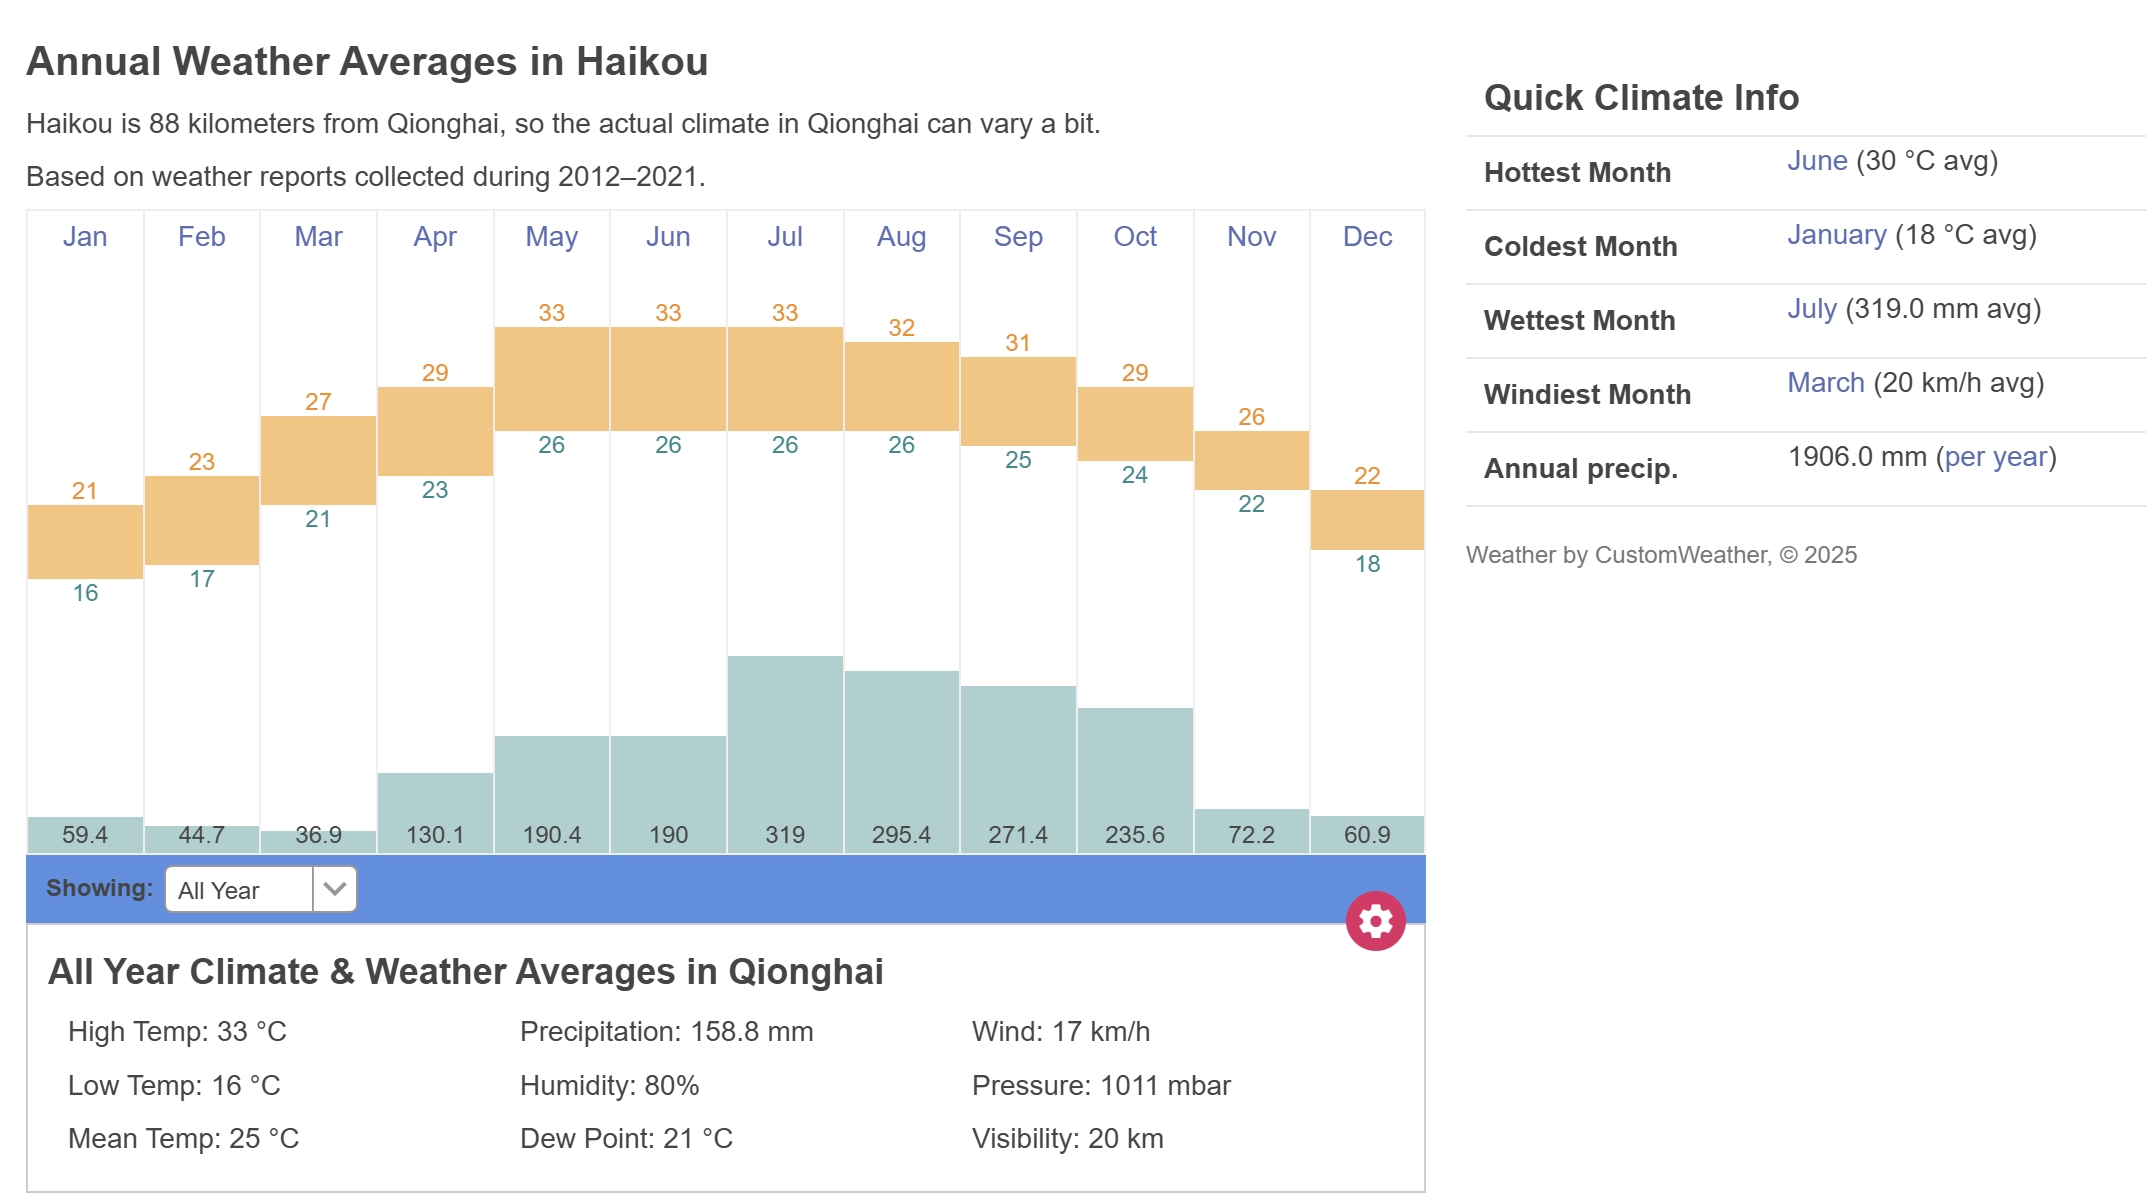 Annual Weather Averages in Haikou
Haikou is 88 kilometers from Qionghai, so the actual climate in Qionghai can vary a bit.
Based on weather reports collected during 2012–2021.
Jan Feb Mar Apr May Jun Jul Aug Sep Oct Nov Dec
21 23 27 29 33 33 33 32 31 29 26 22
16 17 21 23 26 26 26 26 25 24 22 18
59.4 44.7 36.9 130.1 190.4 190 319 295.4 271.4 235.6 72.2 60.9
Showing: All Year
All Year Climate & Weather Averages in Qionghai
High Temp: 33 °C Precipitation: 158.8 mm Wind: 17 km/h
Low Temp: 16 °C Humidity: 80% Pressure: 1011 mbar
Mean Temp: 25 °C Dew Point: 21 °C Visibility: 20 km
Quick Climate Info
Hottest Month June (30 °C avg)
Coldest Month January (18 °C avg)
Wettest Month July (319.0 mm avg)
Windiest Month March (20 km/h avg)
Annual precip. 1906.0 mm (per year)
Weather by CustomWeather, © 2025